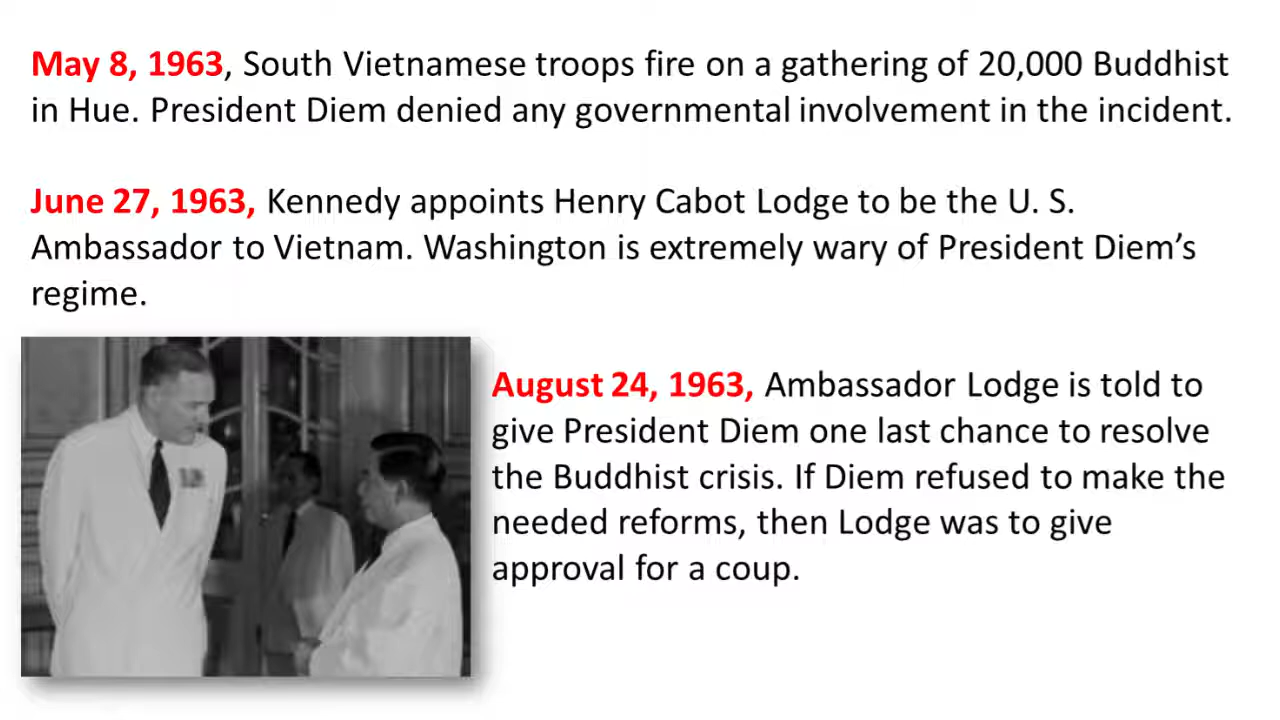 May 8, 1963, South Vietnamese troops fire on a gathering of 20,000 Buddhist
in Hue. President Diem denied any governmental involvement in the incident.
June 27, 1963, Kennedy appoints Henry Cabot Lodge to be the U. S.
Ambassador to Vietnam. Washington is extremely wary of President Diem’s
regime.
August 24, 1963, Ambassador Lodge is told to
give President Diem one last chance to resolve
the Buddhist crisis. If Diem refused to make the
needed reforms, then Lodge was to give
approval for a coup.